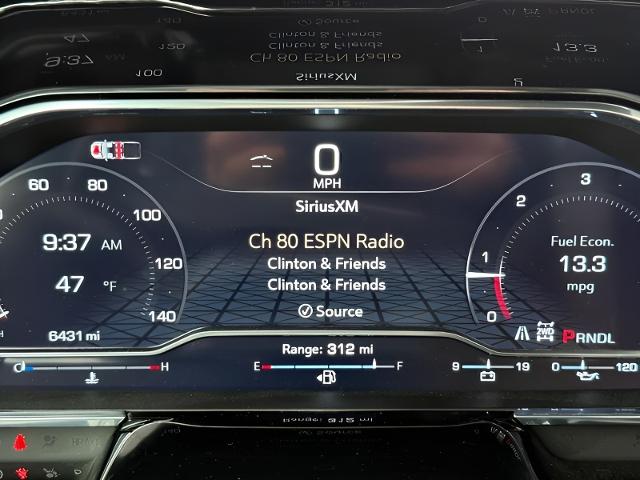 0
MPH
SiriusXM
Ch 80 ESPN Radio
Clinton & Friends
Clinton & Friends
Source
60 80 100 120 140
9:37 AM
47 °F
6431 mi
3
2
1
0
Fuel Econ.
13.3
mpg
2WD
PRNDL
Range: 312 mi
C H
E F
9 19
0 120